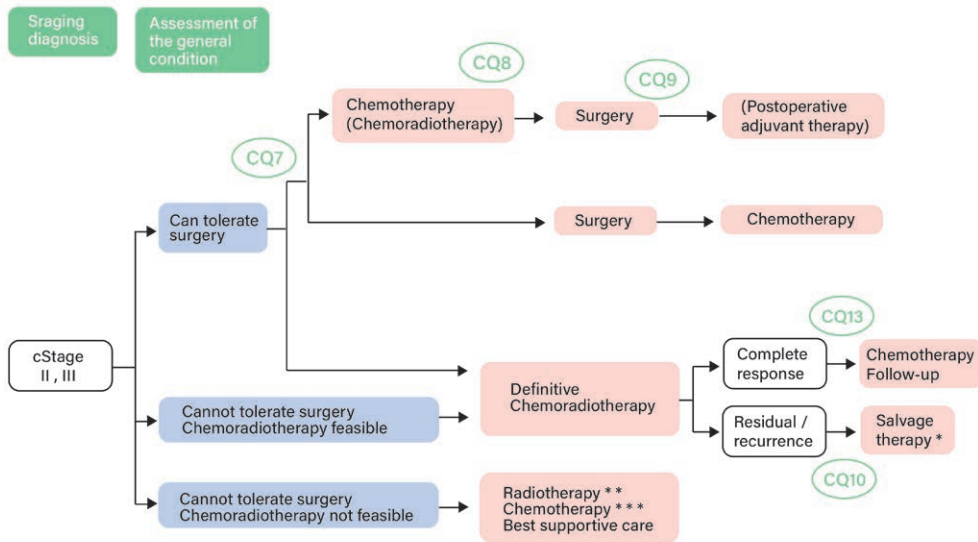 Sraging
diagnosis
Assessment of
the general
condition
CQ8
CQ9
Chemotherapy
(Chemoradiotherapy)
Surgery
(Postoperative
adjuvant therapy)
CQ7
Can tolerate
surgery
Surgery
Chemotherapy
CQ13
cStage
II , III
Complete
response
Chemotherapy
Follow-up
Definitive
Chemoradiotherapy
Cannot tolerate surgery
Chemoradiotherapy feasible
Residual /
recurrence
Salvage
therapy *
CQ10
Cannot tolerate surgery
Chemoradiotherapy not feasible
Radiotherapy * *
Chemotherapy * * *
Best supportive care